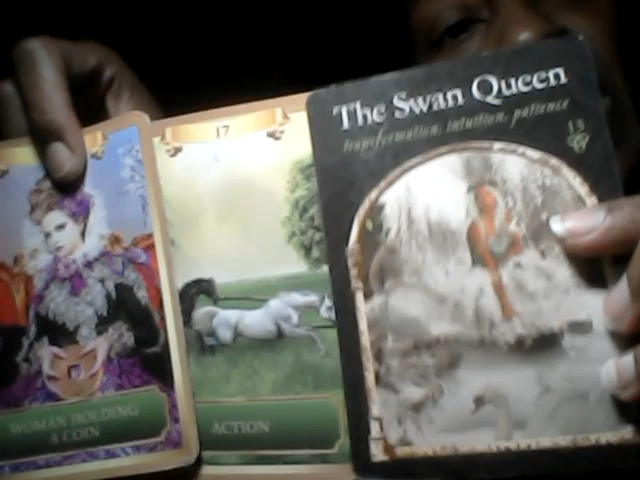 The Swan Queen
transformation, intuition, patience
13
17
WOMAN HOLDING
A COIN
ACTION